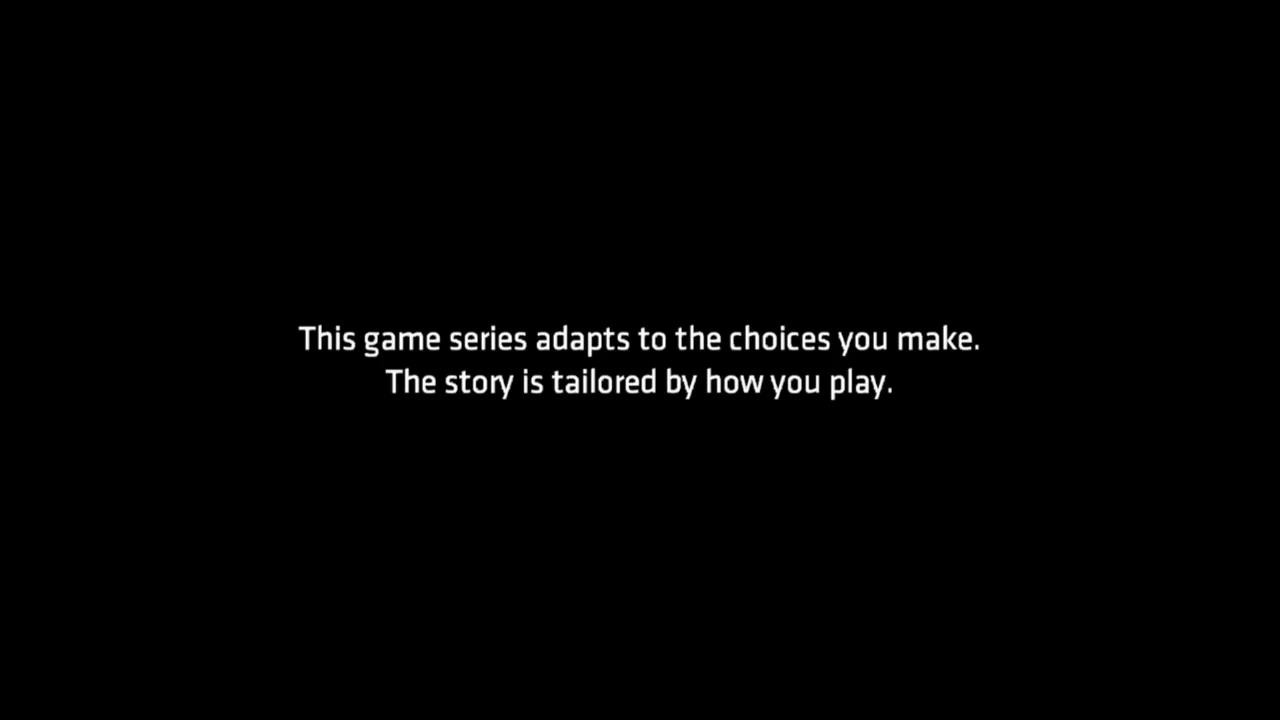 This game series adapts to the choices you make.
The story is tailored by how you play.